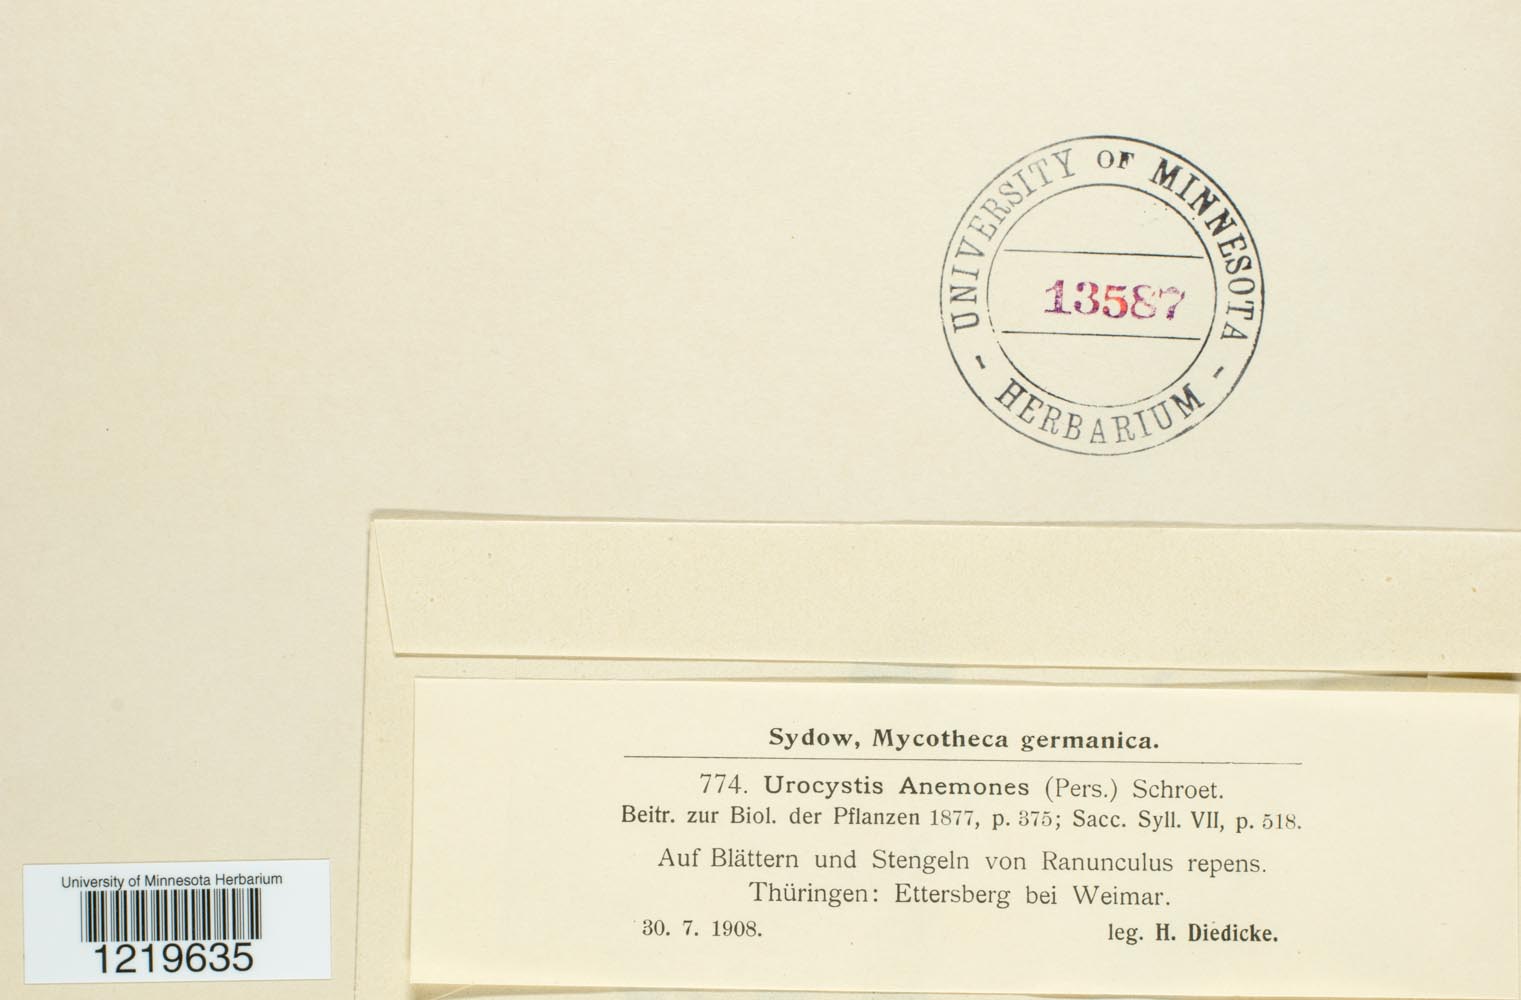 UNIVERSITY OF MINNESOTA
- HERBARIUM -
13587
Sydow, Mycotheca germanica.
774. Urocystis Anemones (Pers.) Schroet.
Beitr. zur Biol. der Pflanzen 1877, p. 375; Sacc. Syll. VII, p. 518.
Auf Blättern und Stengeln von Ranunculus repens.
Thüringen: Ettersberg bei Weimar.
30. 7. 1908. leg. H. Diedicke.
University of Minnesota Herbarium
1219635